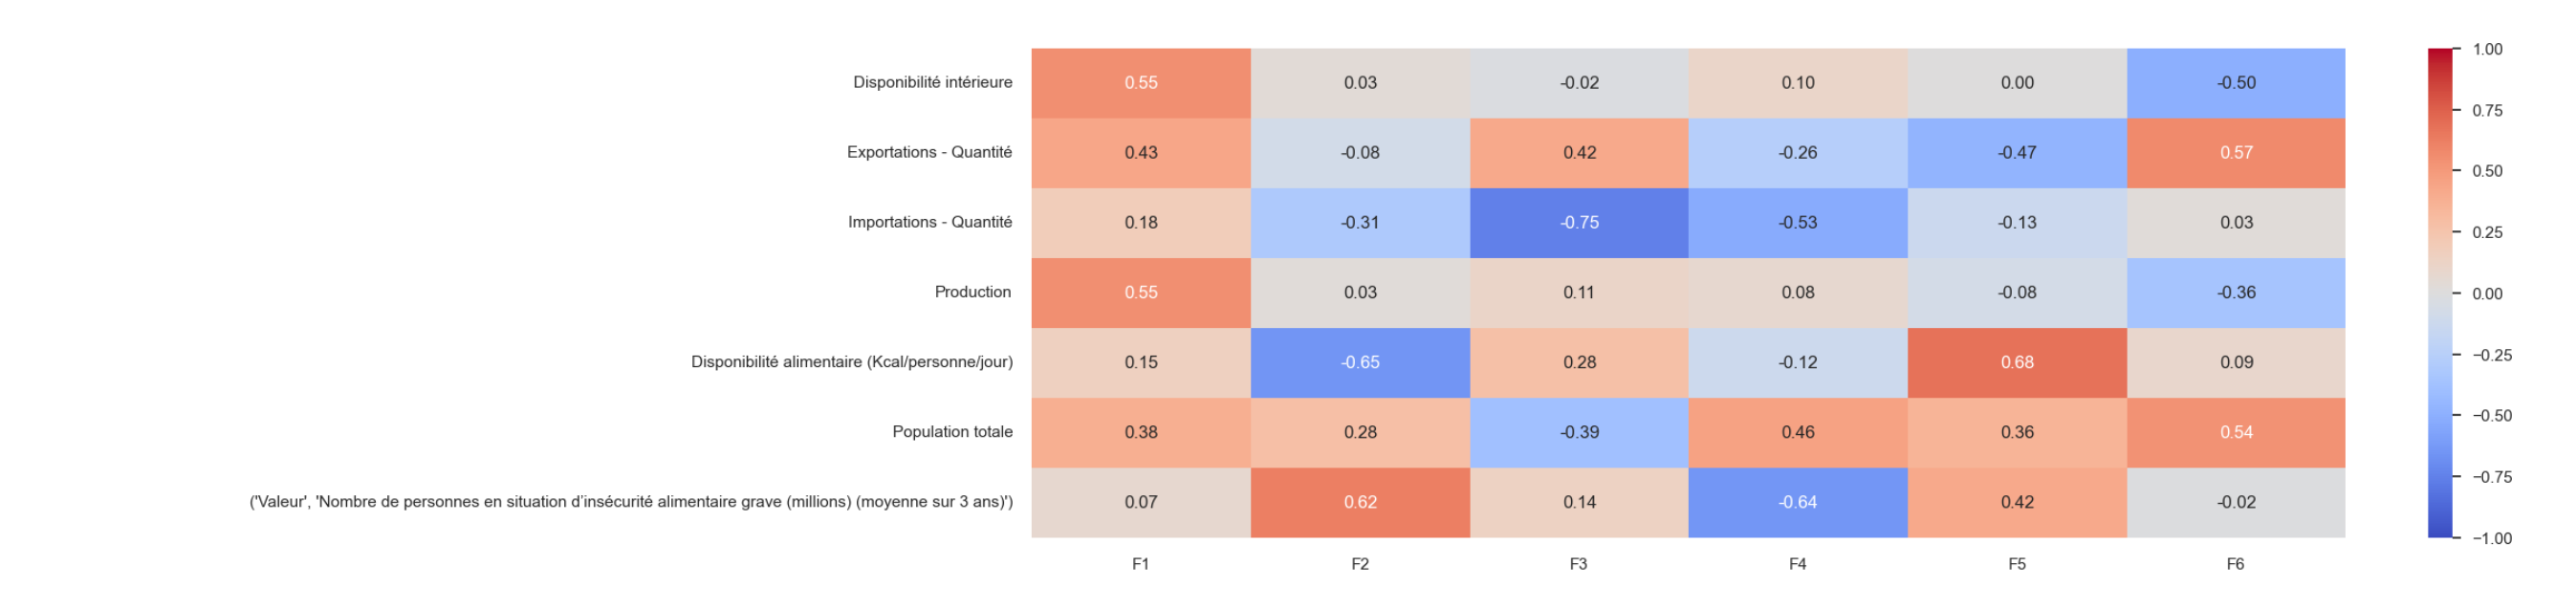 Disponibilité intérieure 0.55 0.03 -0.02 0.10 0.00 -0.50
Exportations - Quantité 0.43 -0.08 0.42 -0.26 -0.47 0.57
Importations - Quantité 0.18 -0.31 -0.75 -0.53 -0.13 0.03
Production 0.55 0.03 0.11 0.08 -0.08 -0.36
Disponibilité alimentaire (Kcal/personne/jour) 0.15 -0.65 0.28 -0.12 0.68 0.09
Population totale 0.38 0.28 -0.39 0.46 0.36 0.54
('Valeur', 'Nombre de personnes en situation d’insécurité alimentaire grave (millions) (moyenne sur 3 ans)') 0.07 0.62 0.14 -0.64 0.42 -0.02
F1 F2 F3 F4 F5 F6
1.00
0.75
0.50
0.25
0.00
−0.25
−0.50
−0.75
−1.00